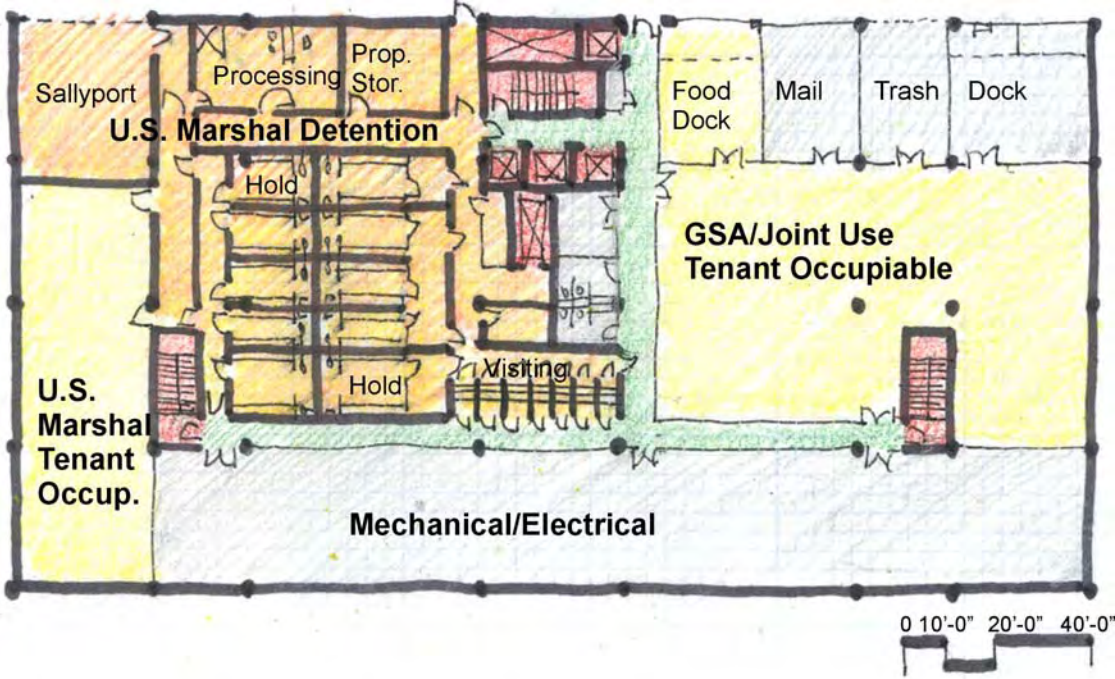 Sallyport
Processing
Prop.
Stor.
U.S. Marshal Detention
Food
Dock
Mail
Trash
Dock
Hold
GSA/Joint Use
Tenant Occupiable
Visiting
Hold
U.S.
Marshal
Tenant
Occup.
Mechanical/Electrical
0 10'-0" 20'-0" 40'-0"